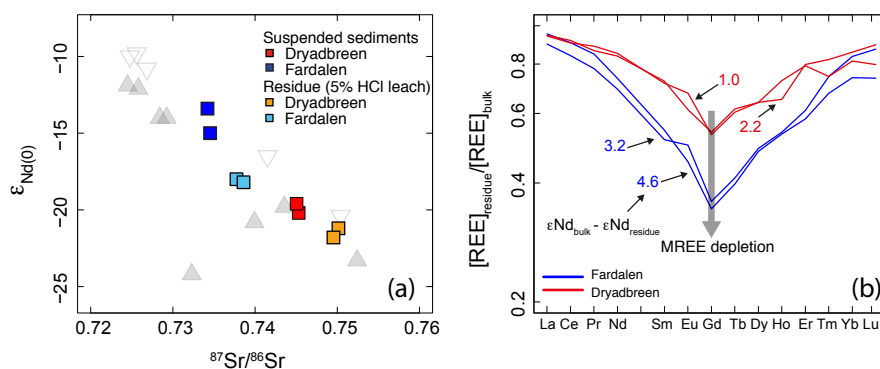 Suspended sediments
Dryadbreen
Fardalen
Residue (5% HCl leach)
Dryadbreen
Fardalen
−10
−15
−20
−25
εNd(0)
(a)
0.72 0.73 0.74 0.75 0.76
87Sr/86Sr
0.8
0.4
0.2
[REE]residue/[REE]bulk
1.0
2.2
3.2
4.6
εNdbulk - εNdresidue
MREE depletion
Fardalen
Dryadbreen
(b)
La Ce Pr Nd Sm Eu Gd Tb Dy Ho Er Tm Yb Lu